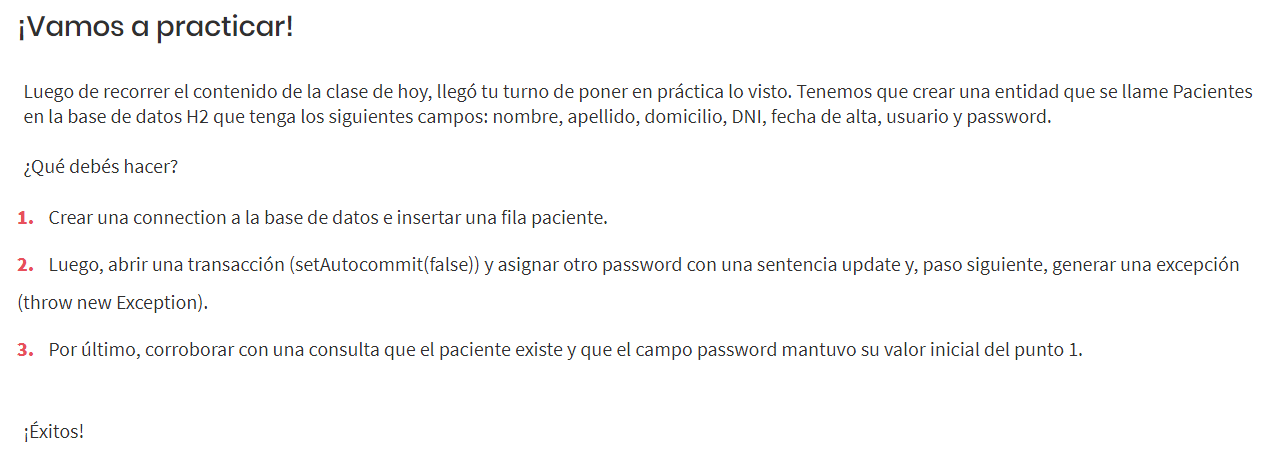 ¡Vamos a practicar!
Luego de recorrer el contenido de la clase de hoy, llegó tu turno de poner en práctica lo visto. Tenemos que crear una entidad que se llame Pacientes
en la base de datos H2 que tenga los siguientes campos: nombre, apellido, domicilio, DNI, fecha de alta, usuario y password.
¿Qué debés hacer?
1. Crear una connection a la base de datos e insertar una fila paciente.
2. Luego, abrir una transacción (setAutocommit(false)) y asignar otro password con una sentencia update y, paso siguiente, generar una excepción
(throw new Exception).
3. Por último, corroborar con una consulta que el paciente existe y que el campo password mantuvo su valor inicial del punto 1.
¡Éxitos!